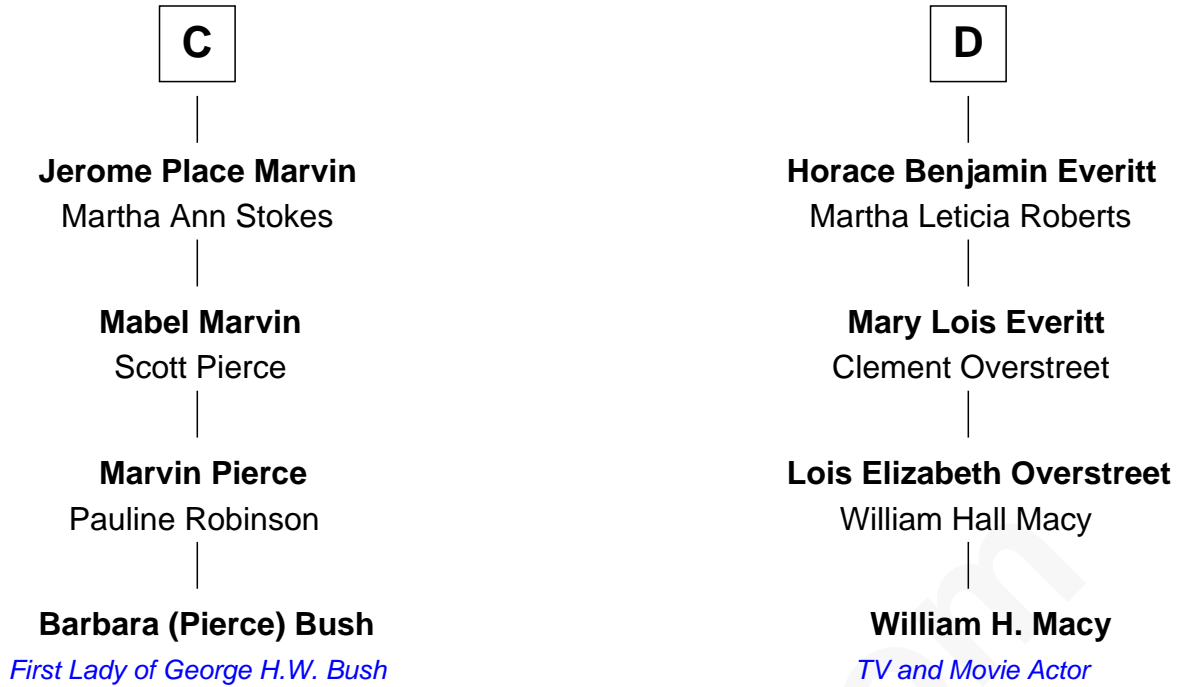 C
D
Jerome Place Marvin
Martha Ann Stokes
Horace Benjamin Everitt
Martha Leticia Roberts
Mabel Marvin
Scott Pierce
Mary Lois Everitt
Clement Overstreet
Marvin Pierce
Pauline Robinson
Lois Elizabeth Overstreet
William Hall Macy
Barbara (Pierce) Bush
First Lady of George H.W. Bush
William H. Macy
TV and Movie Actor